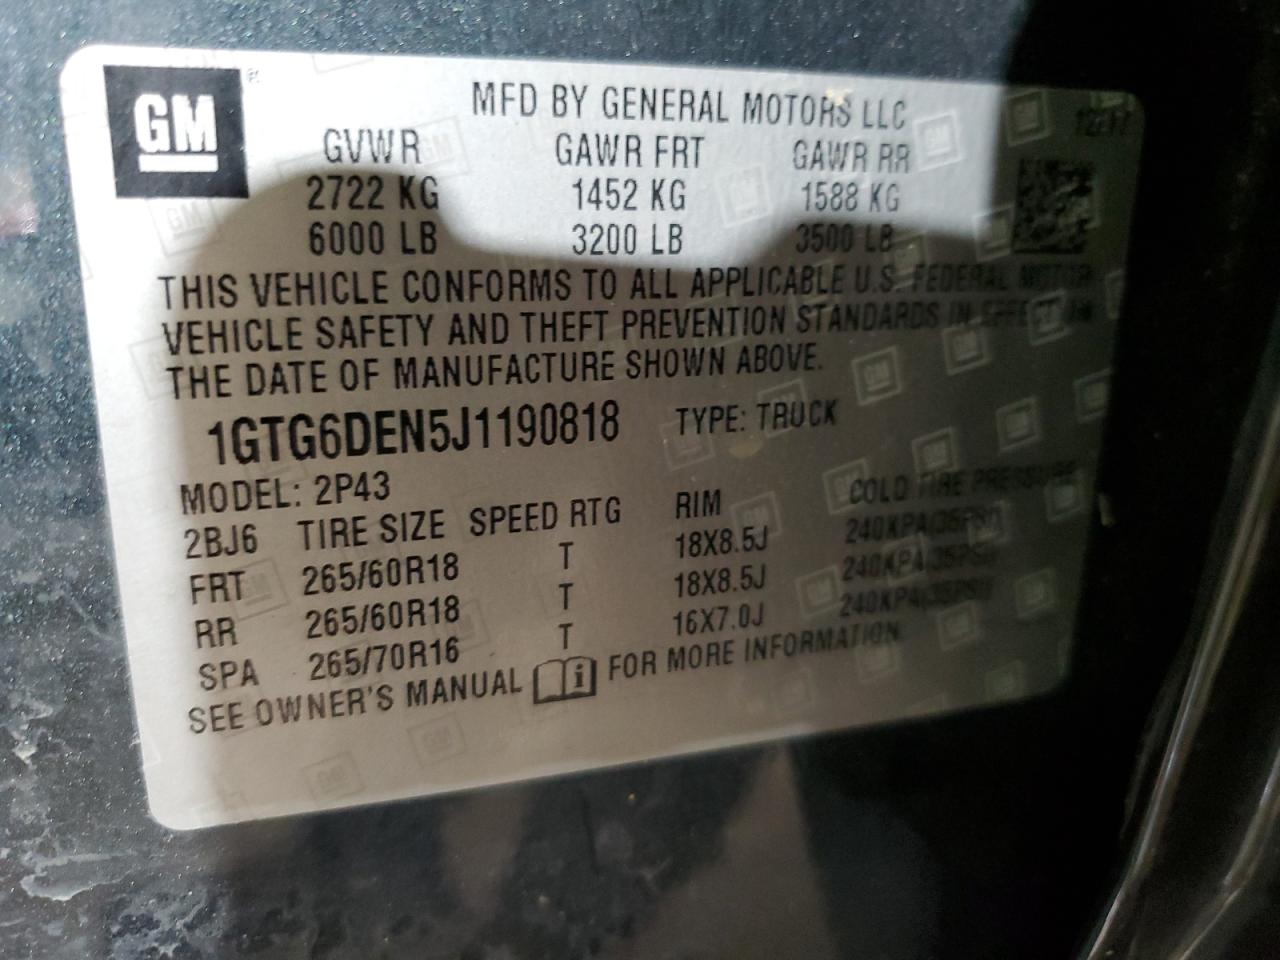 GM
MFD BY GENERAL MOTORS LLC
12/17
GVWR GAWR FRT GAWR RR
2722 KG 1452 KG 1588 KG
6000 LB 3200 LB 3500 LB
THIS VEHICLE CONFORMS TO ALL APPLICABLE U.S. FEDERAL MOTOR
VEHICLE SAFETY AND THEFT PREVENTION STANDARDS IN EFFECT ON
THE DATE OF MANUFACTURE SHOWN ABOVE.
1GTG6DEN5J1190818 TYPE: TRUCK
MODEL: 2P43
2BJ6 TIRE SIZE SPEED RTG RIM COLD TIRE PRESSURE
FRT 265/60R18 T 18X8.5J 240KPA(35PSI)
RR 265/60R18 T 18X8.5J 240KPA(35PSI)
SPA 265/70R16 T 16X7.0J 240KPA(35PSI)
SEE OWNER'S MANUAL FOR MORE INFORMATION